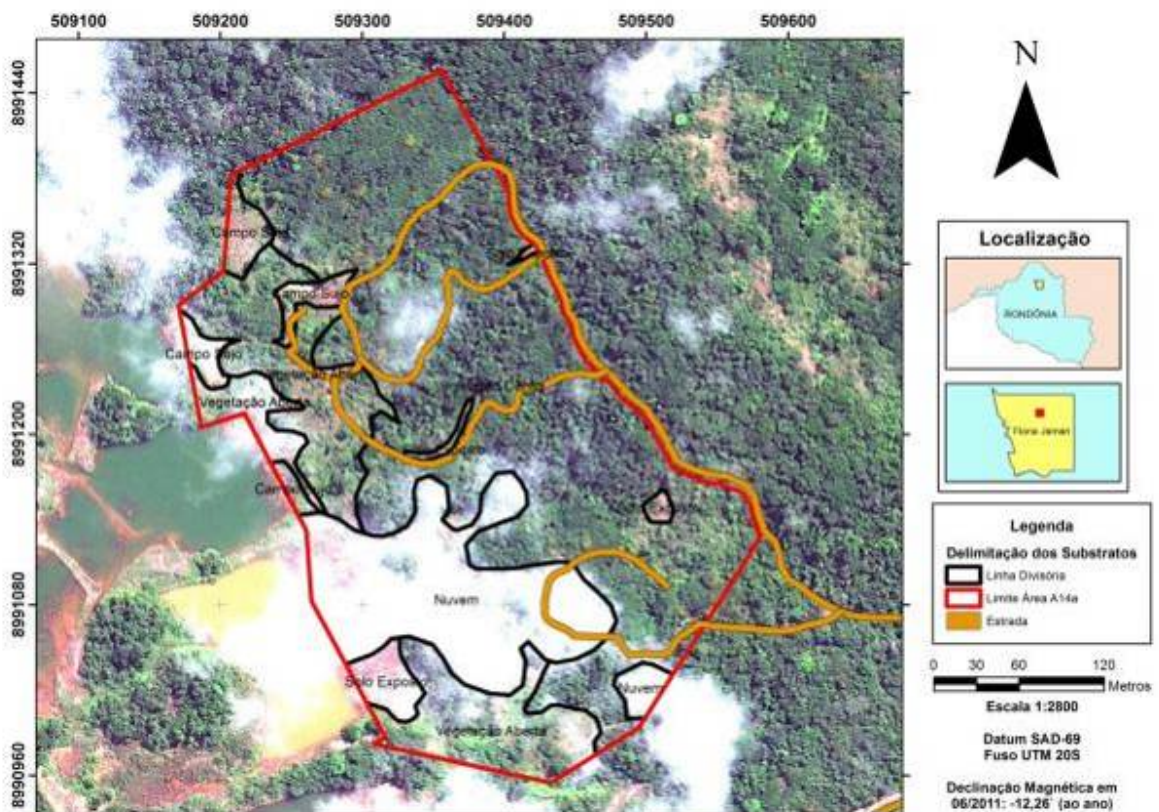 509100 509200 509300 509400 509500 509600
8991440
8991320
8991200
8991080
8990960
Campo Sujo
Campo Sujo
Campo Sujo
Vegetação Aberta
Nuvem
Solo Exposto
Nuvem
Vegetação Aberta
N
Localização
RONDÔNIA
Flona Jamari
Legenda
Delimitação dos Substratos
Linha Divisória
Limite Área A14a
Estrada
0 30 60 120
Metros
Escala 1:2800
Datum SAD-69
Fuso UTM 20S
Declinação Magnética em
06/2011: -12,26' (ao ano)